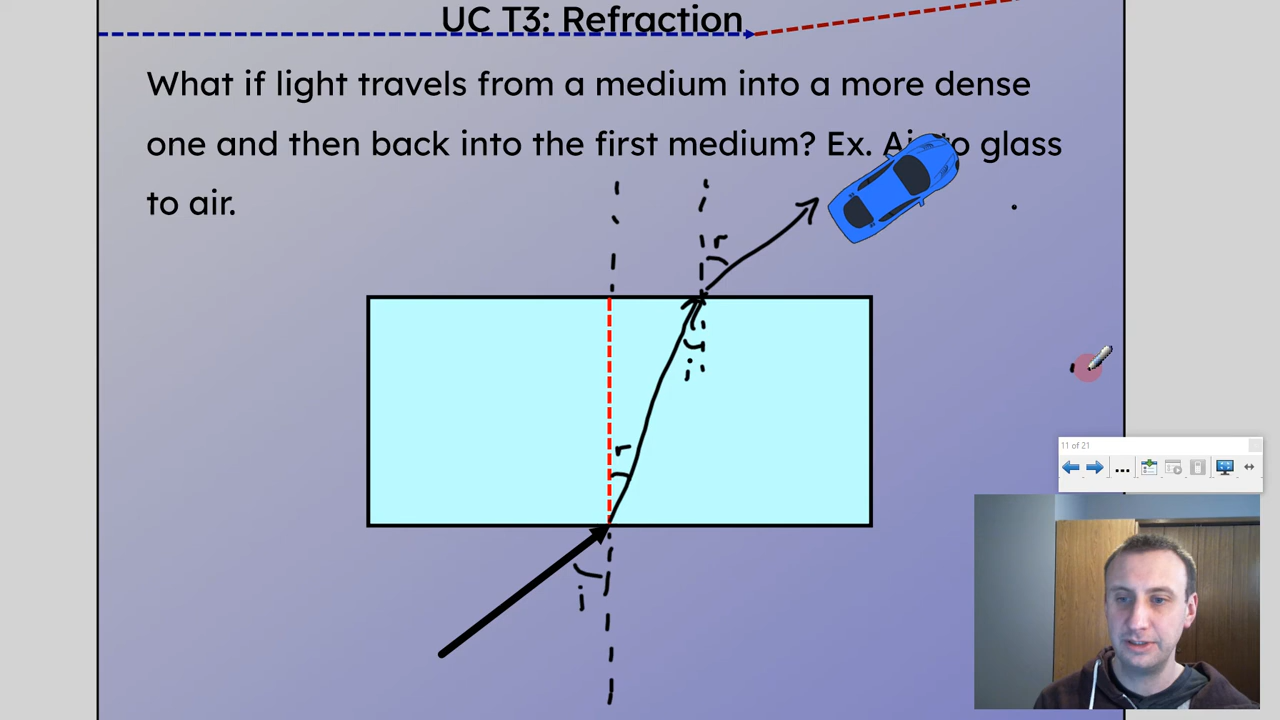 UC T3: Refraction
What if light travels from a medium into a more dense
one and then back into the first medium? Ex. Air to glass
to air.
r
i
r
i
11 of 21